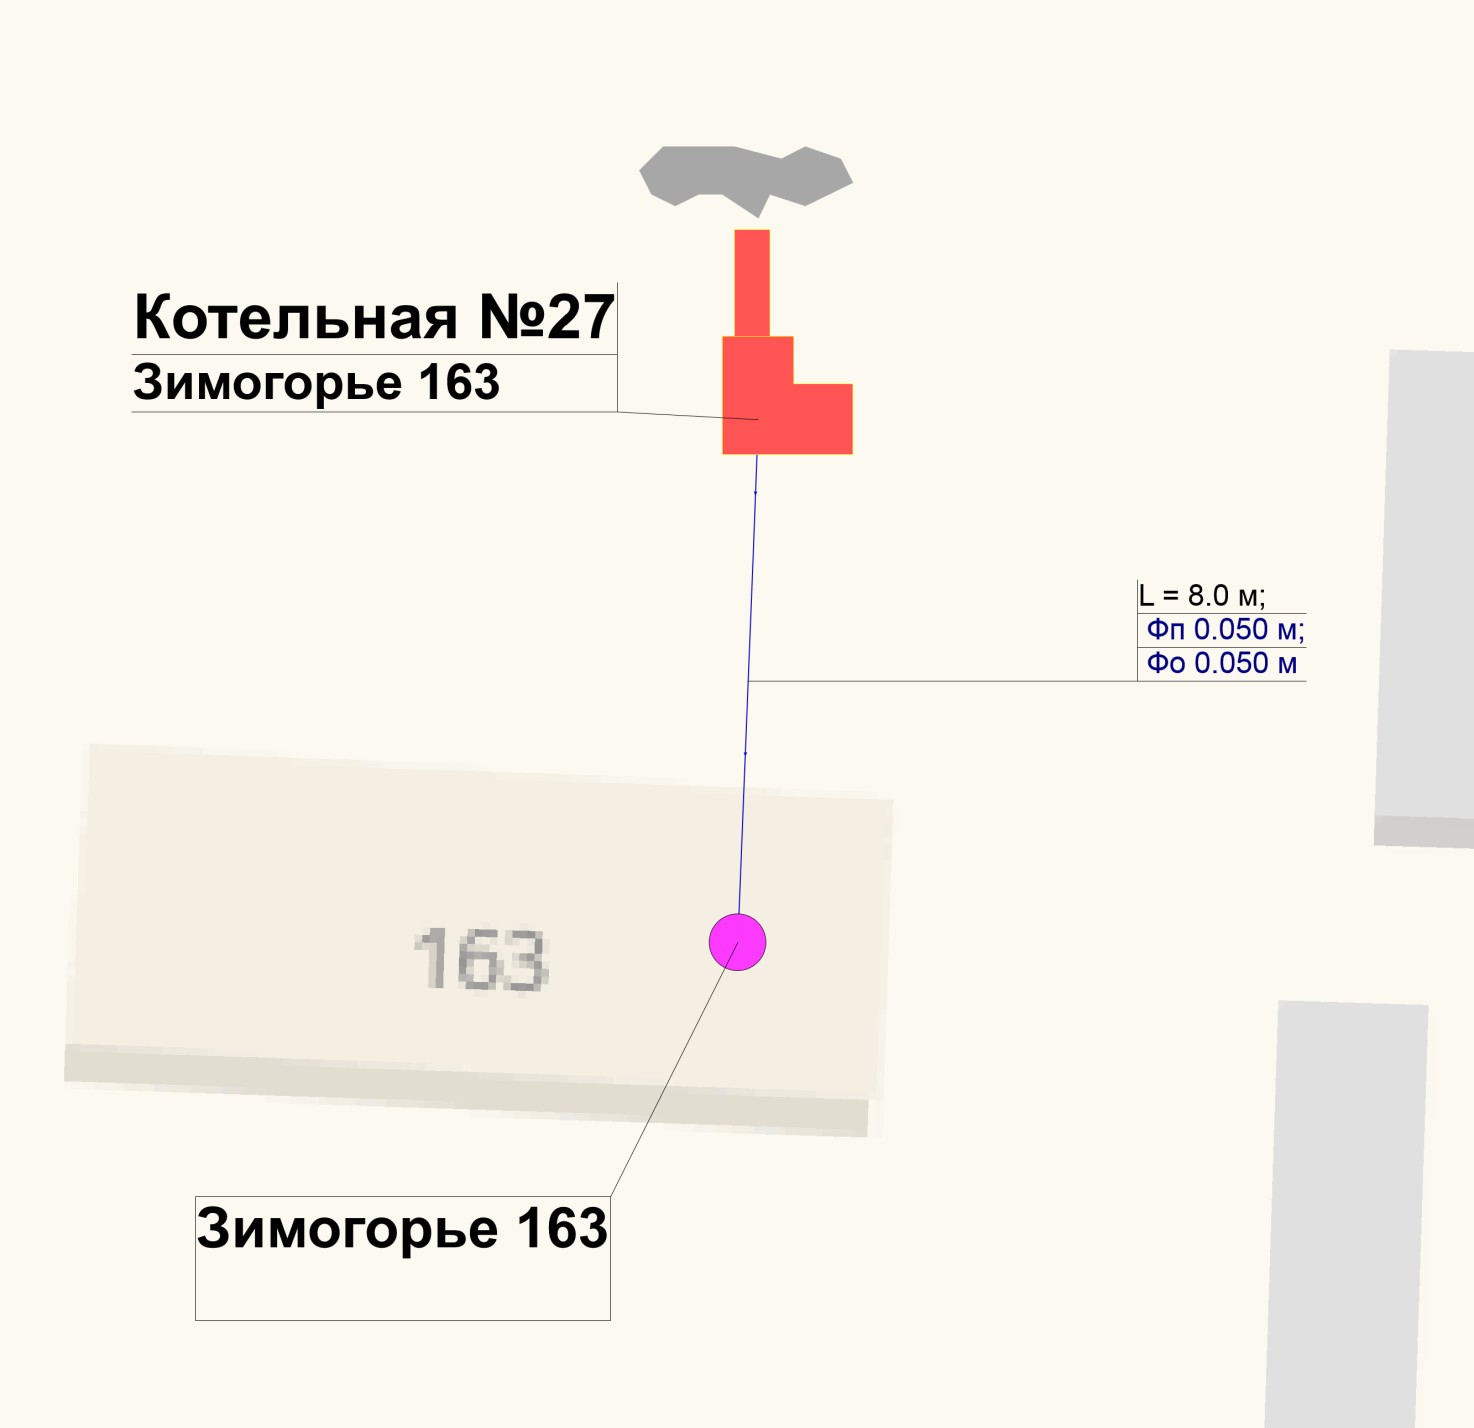 Котельная №27
Зимогорье 163
L = 8.0 м;
Фп 0.050 м;
Фо 0.050 м
163
Зимогорье 163